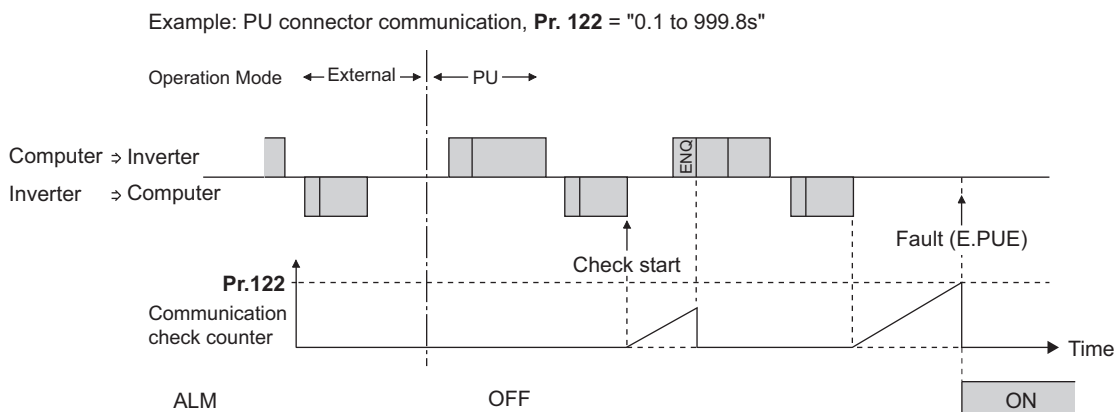 Example: PU connector communication, Pr. 122 = "0.1 to 999.8s"
Operation Mode External PU
Computer ⇒ Inverter
ENQ
Inverter ⇒ Computer
Fault (E.PUE)
Check start
Pr.122
Communication
check counter
Time
ALM OFF ON